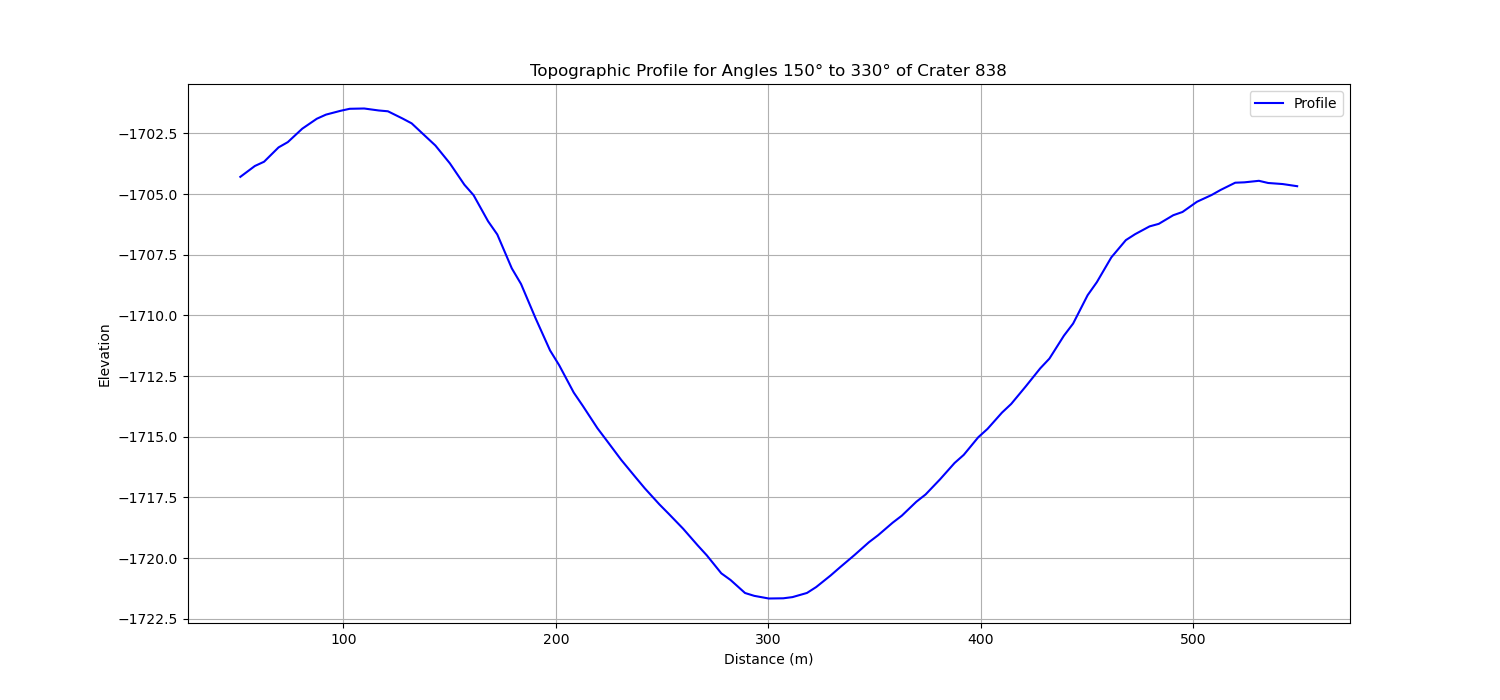 Topographic Profile for Angles 150° to 330° of Crater 838
Profile
−1702.5
−1705.0
−1707.5
−1710.0
−1712.5
−1715.0
−1717.5
−1720.0
−1722.5
Elevation
100 200 300 400 500
Distance (m)